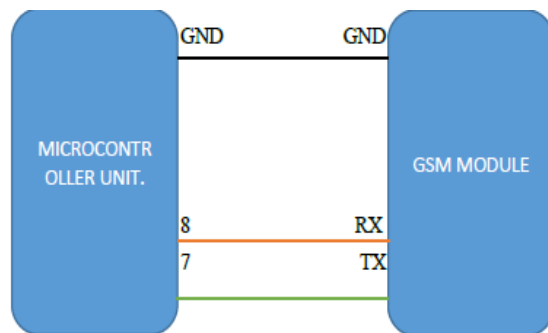 GND GND
MICROCONTR
OLLER UNIT.
GSM MODULE
8 RX
7 TX